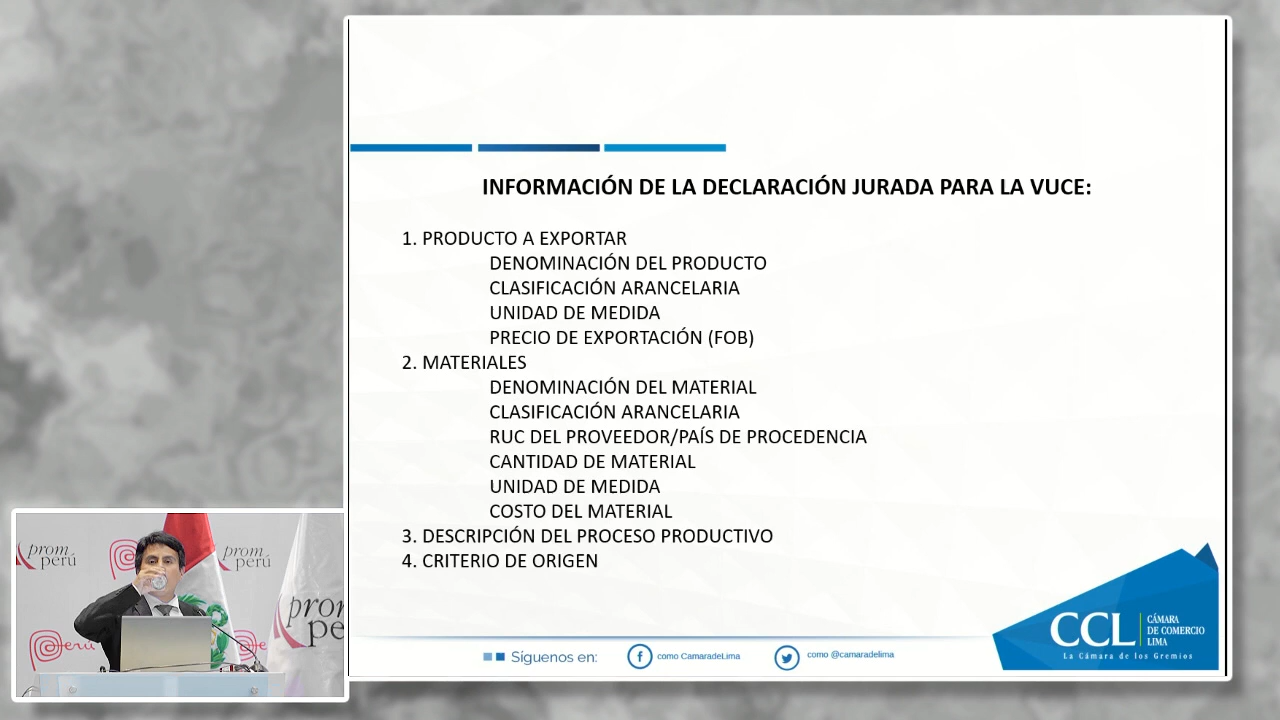 INFORMACIÓN DE LA DECLARACIÓN JURADA PARA LA VUCE:
1. PRODUCTO A EXPORTAR
DENOMINACIÓN DEL PRODUCTO
CLASIFICACIÓN ARANCELARIA
UNIDAD DE MEDIDA
PRECIO DE EXPORTACIÓN (FOB)
2. MATERIALES
DENOMINACIÓN DEL MATERIAL
CLASIFICACIÓN ARANCELARIA
RUC DEL PROVEEDOR/PAÍS DE PROCEDENCIA
CANTIDAD DE MATERIAL
UNIDAD DE MEDIDA
COSTO DEL MATERIAL
3. DESCRIPCIÓN DEL PROCESO PRODUCTIVO
4. CRITERIO DE ORIGEN
Síguenos en:
como CamaradeLima
como @camaradelima
CCL
CÁMARA
DE COMERCIO
LIMA
La Cámara de los Gremios
prom
perú
prom
perú
Perú